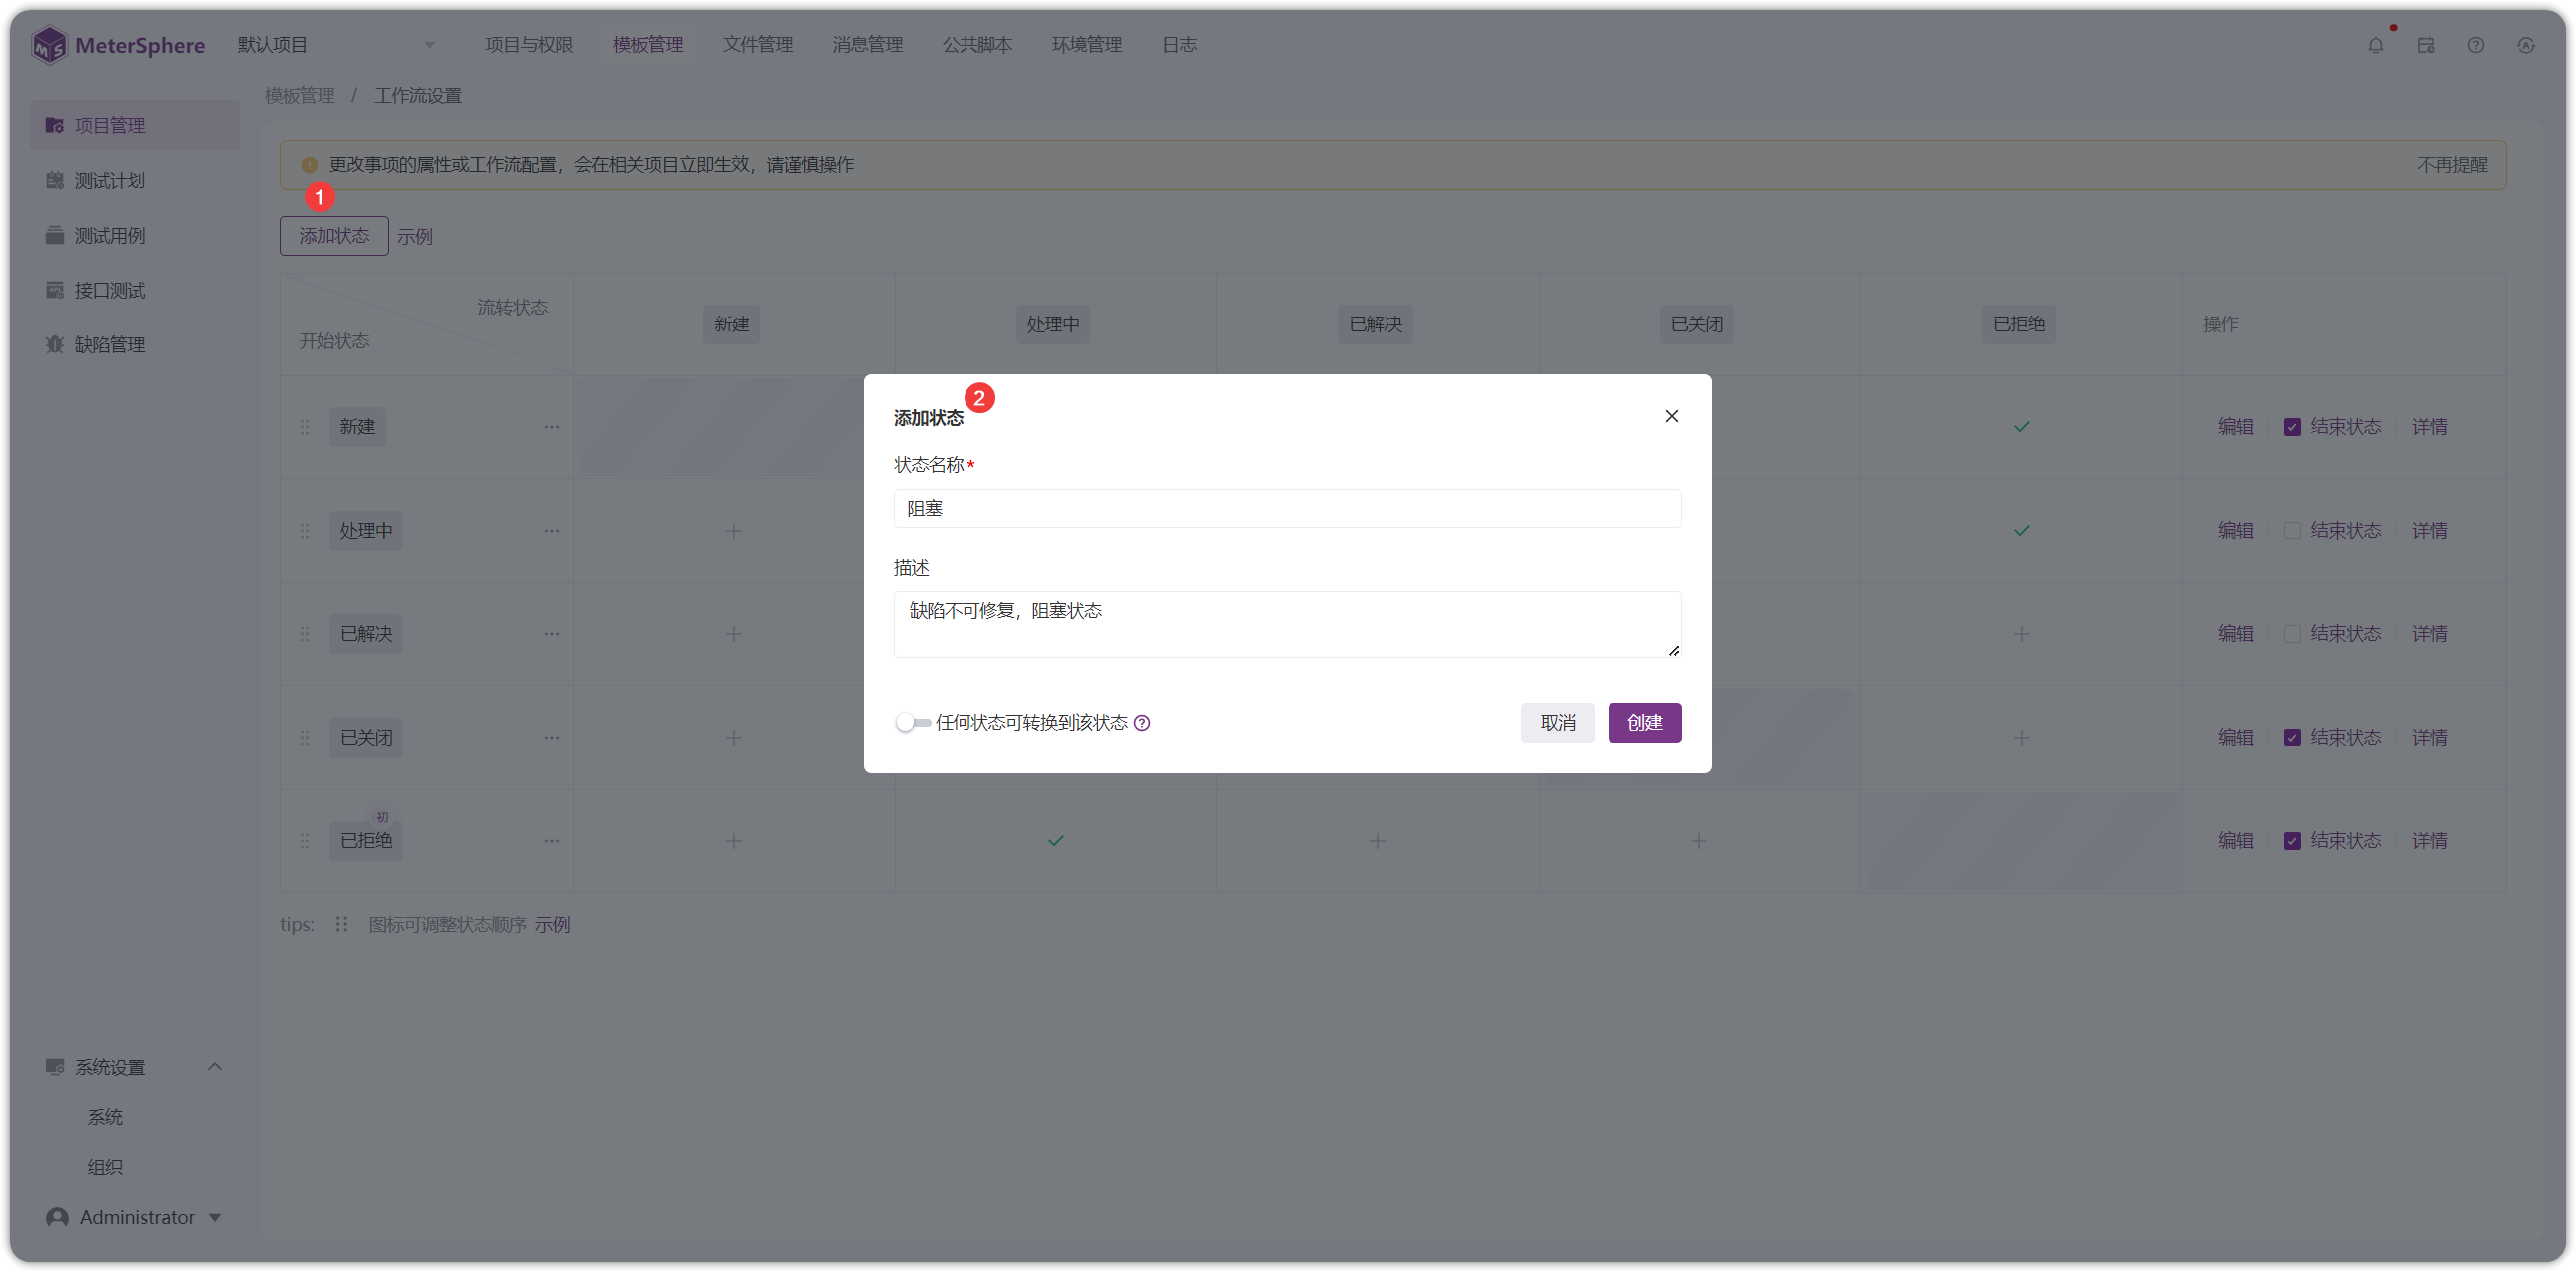 MeterSphere 默认项目 项目与权限 模板管理 文件管理 消息管理 公共脚本 环境管理 日志
模板管理 / 工作流设置
项目管理
测试计划
测试用例
接口测试
缺陷管理
更改事项的属性或工作流配置，会在相关项目立即生效，请谨慎操作 不再提醒
1
添加状态 示例
流转状态
开始状态
新建 处理中 已解决 已关闭 已拒绝 操作
新建 编辑 结束状态 详情
处理中 编辑 结束状态 详情
已解决 编辑 结束状态 详情
已关闭 编辑 结束状态 详情
初
已拒绝 编辑 结束状态 详情
tips: 图标可调整状态顺序 示例
2
添加状态
状态名称*
阻塞
描述
缺陷不可修复，阻塞状态
任何状态可转换到该状态 取消 创建
系统设置
系统
组织
Administrator